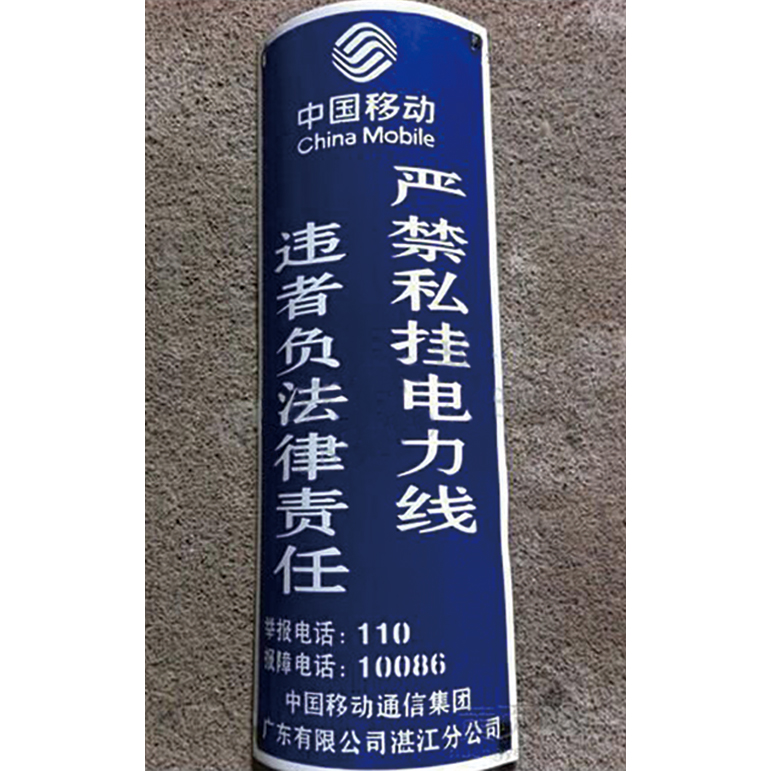 中国移动
China Mobile
严禁私挂电力线
违者负法律责任
举报电话：110
报障电话：10086
中国移动通信集团
广东有限公司湛江分公司